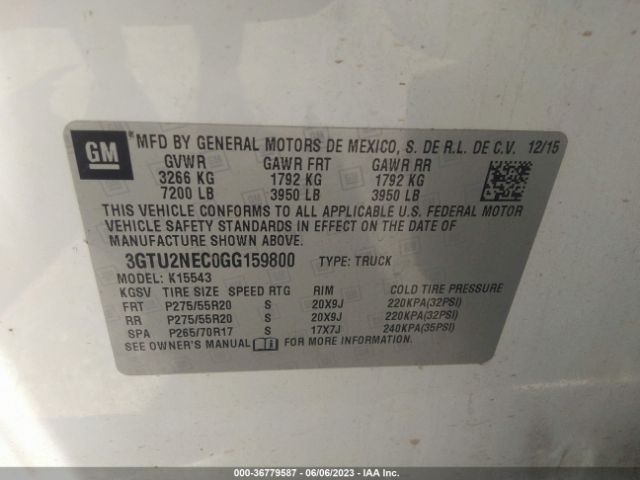 GM
*MFD BY GENERAL MOTORS DE MEXICO, S. DE R.L. DE C.V. 12/15
GVWR GAWR FRT GAWR RR
3266 KG 1792 KG 1792 KG
7200 LB 3950 LB 3950 LB
THIS VEHICLE CONFORMS TO ALL APPLICABLE U.S. FEDERAL MOTOR
VEHICLE SAFETY STANDARDS IN EFFECT ON THE DATE OF
MANUFACTURE SHOWN ABOVE.
3GTU2NEC0GG159800 TYPE: TRUCK
MODEL: K15543
KGSV TIRE SIZE SPEED RTG RIM COLD TIRE PRESSURE
FRT P275/55R20 S 20X9J 220KPA(32PSI)
RR P275/55R20 S 20X9J 220KPA(32PSI)
SPA P265/70R17 S 17X7J 240KPA(35PSI)
SEE OWNER'S MANUAL FOR MORE INFORMATION.
000-36779587 - 06/06/2023 - IAA Inc.